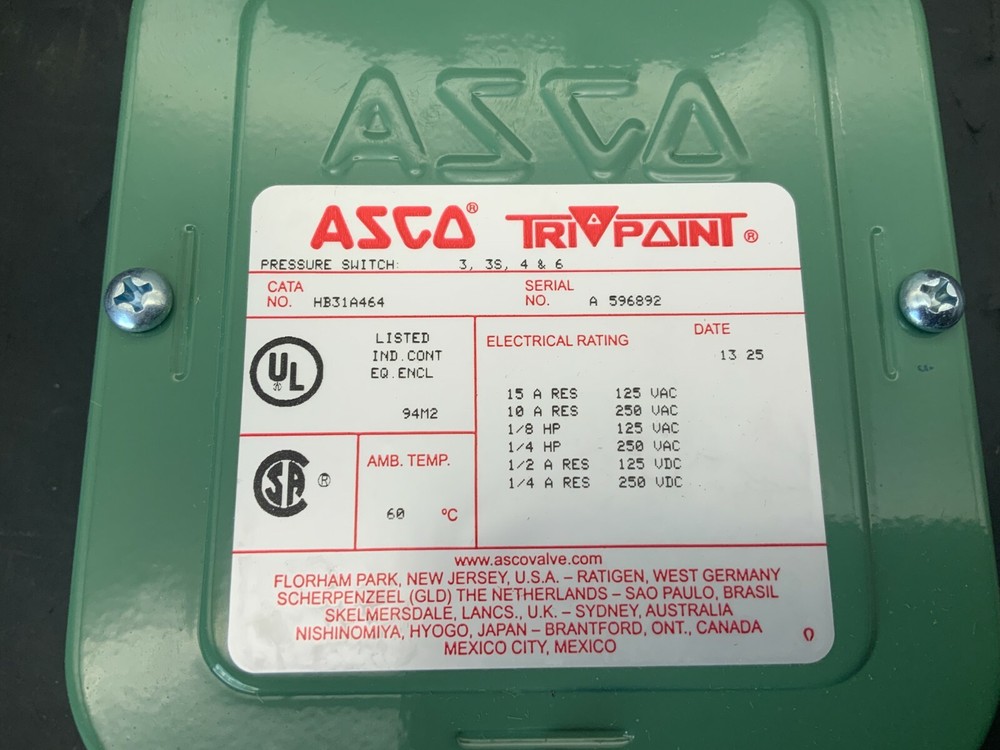 ASCO
ASCO® TRIPOINT®
PRESSURE SWITCH: 3, 3S, 4 & 6
CATA NO. HB31A464
SERIAL NO. A 596892
UL
LISTED
IND.CONT
EQ.ENCL
94M2
ELECTRICAL RATING
DATE
13 25
15 A RES 125 VAC
10 A RES 250 VAC
1/8 HP 125 VAC
1/4 HP 250 VAC
1/2 A RES 125 VDC
1/4 A RES 250 VDC
SA ®
AMB. TEMP.
60 ºC
www.ascovalve.com
FLORHAM PARK, NEW JERSEY, U.S.A. – RATIGEN, WEST GERMANY
SCHERPENZEEL (GLD) THE NETHERLANDS – SAO PAULO, BRASIL
SKELMERSDALE, LANCS., U.K. – SYDNEY, AUSTRALIA
NISHINOMIYA, HYOGO, JAPAN – BRANTFORD, ONT., CANADA
MEXICO CITY, MEXICO